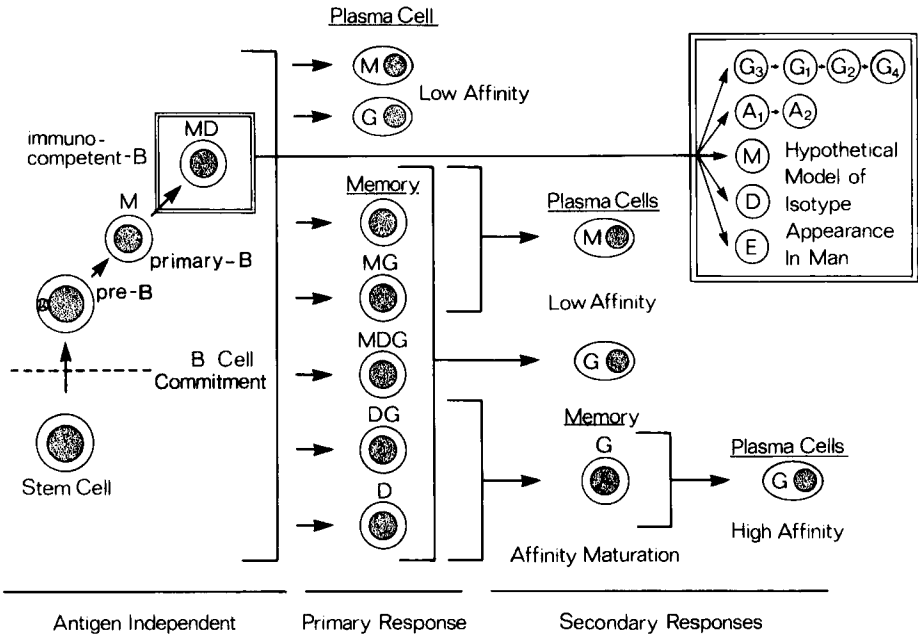 Plasma Cell
M
G
Low Affinity
immuno-
competent-B
MD
M
primary-B
pre-B
B Cell
Commitment
Stem Cell
Memory
MG
MDG
DG
D
Plasma Cells
M
Low Affinity
G
Memory
G
Affinity Maturation
Plasma Cells
G
High Affinity
G3 G1 G2 G4
A1 A2
M
D
E
Hypothetical
Model of
Isotype
Appearance
In Man
Antigen Independent
Primary Response
Secondary Responses